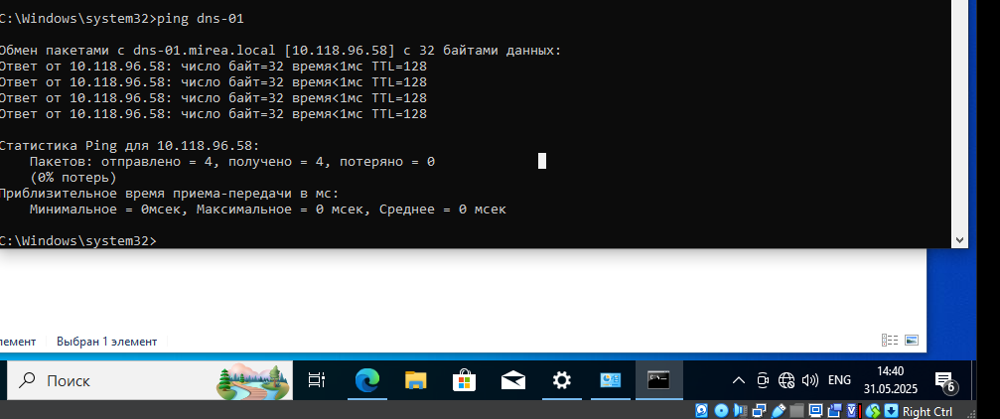 C:\Windows\system32>ping dns-01
Обмен пакетами с dns-01.mirea.local [10.118.96.58] с 32 байтами данных:
Ответ от 10.118.96.58: число байт=32 время<1мс TTL=128
Ответ от 10.118.96.58: число байт=32 время<1мс TTL=128
Ответ от 10.118.96.58: число байт=32 время<1мс TTL=128
Ответ от 10.118.96.58: число байт=32 время<1мс TTL=128
Статистика Ping для 10.118.96.58:
Пакетов: отправлено = 4, получено = 4, потеряно = 0
(0% потерь)
Приблизительное время приема-передачи в мс:
Минимальное = 0мсек, Максимальное = 0 мсек, Среднее = 0 мсек
C:\Windows\system32>
лемент Выбран 1 элемент
Поиск
ENG
14:40
31.05.2025
6
Right Ctrl